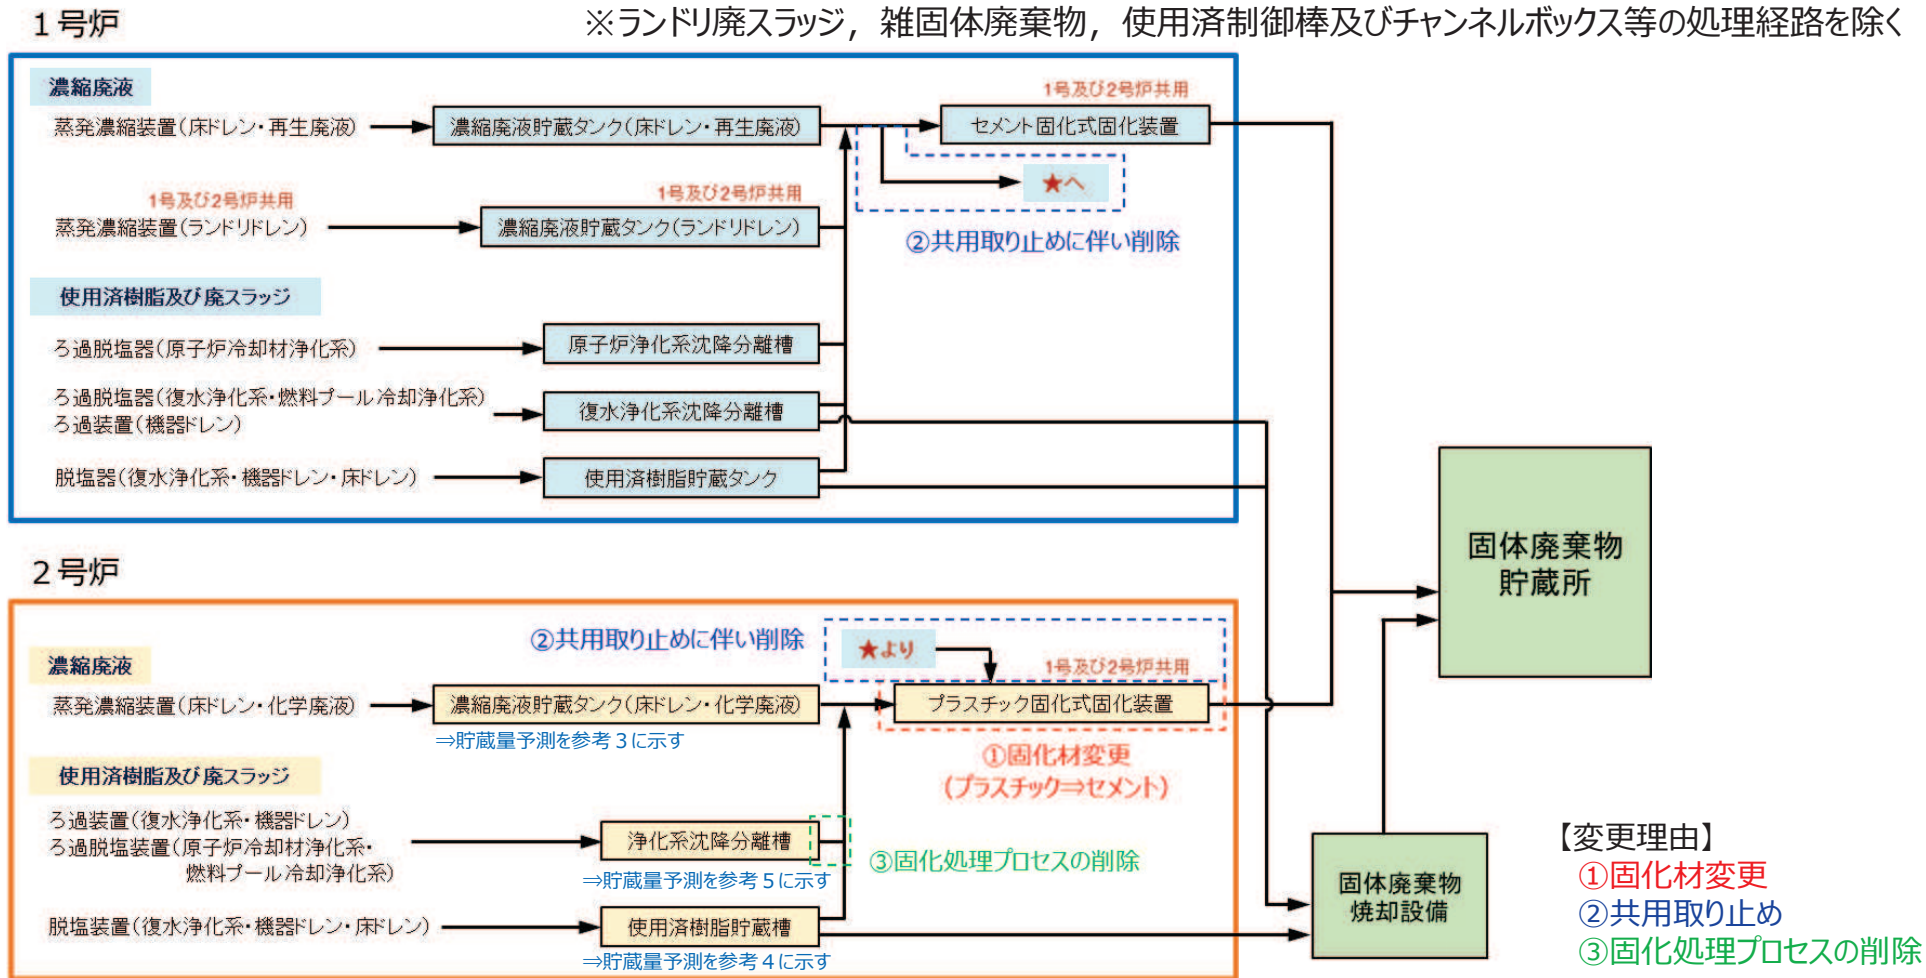 1号炉
※ランドリ廃スラッジ，雑固体廃棄物，使用済制御棒及びチャンネルボックス等の処理経路を除く
濃縮廃液
1号及び2号炉共用
蒸発濃縮装置(床ドレン・再生廃液)
濃縮廃液貯蔵タンク(床ドレン・再生廃液)
セメント固化式固化装置
★へ
1号及び2号炉共用
1号及び2号炉共用
蒸発濃縮装置(ランドリドレン)
濃縮廃液貯蔵タンク(ランドリドレン)
②共用取り止めに伴い削除
使用済樹脂及び廃スラッジ
ろ過脱塩器(原子炉冷却材浄化系)
原子炉浄化系沈降分離槽
ろ過脱塩器(復水浄化系・燃料プール冷却浄化系)
ろ過装置(機器ドレン)
復水浄化系沈降分離槽
脱塩器(復水浄化系・機器ドレン・床ドレン)
使用済樹脂貯蔵タンク
固体廃棄物
貯蔵所
2号炉
②共用取り止めに伴い削除
★より
濃縮廃液
1号及び2号炉共用
蒸発濃縮装置(床ドレン・化学廃液)
濃縮廃液貯蔵タンク(床ドレン・化学廃液)
プラスチック固化式固化装置
⇒貯蔵量予測を参考3に示す
①固化材変更
(プラスチック⇒セメント)
使用済樹脂及び廃スラッジ
ろ過装置(復水浄化系・機器ドレン)
ろ過脱塩装置(原子炉冷却材浄化系・
燃料プール冷却浄化系)
浄化系沈降分離槽
③固化処理プロセスの削除
⇒貯蔵量予測を参考5に示す
脱塩装置(復水浄化系・機器ドレン・床ドレン)
使用済樹脂貯蔵槽
⇒貯蔵量予測を参考4に示す
固体廃棄物
焼却設備
【変更理由】
①固化材変更
②共用取り止め
③固化処理プロセスの削除